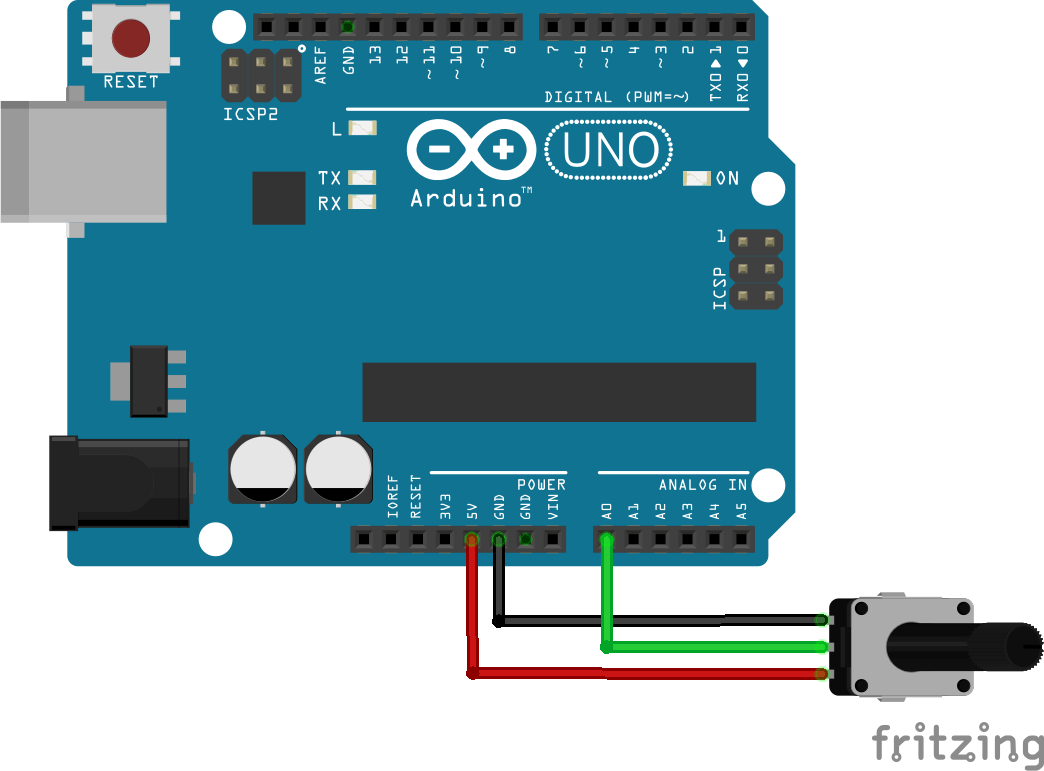 RESET
ICSP2
AREF
GND
13
12
~11
~10
~9
8
7
~6
~5
4
~3
2
TX0▶1
RX0◀0
DIGITAL (PWM=~)
L
TX
RX
Arduino™
UNO
ON
1
ICSP
IOREF
RESET
3V3
5V
GND
GND
VIN
POWER
A0
A1
A2
A3
A4
A5
ANALOG IN
fritzing